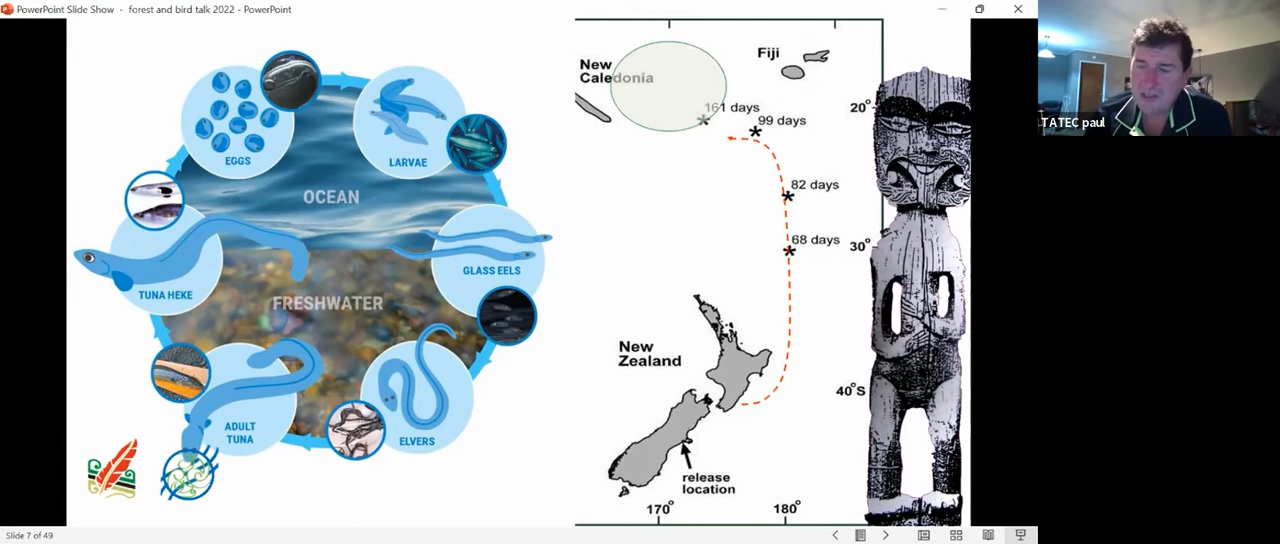 PowerPoint Slide Show - forest and bird talk 2022 - PowerPoint
EGGS
LARVAE
OCEAN
GLASS EELS
TUNA HEKE
FRESHWATER
ADULT
TUNA
ELVERS
New
Caledonia
Fiji
161 days
99 days
20°
82 days
68 days
30°
New
Zealand
40°S
release
location
170°
180°
TATEC paul
Slide 7 of 49